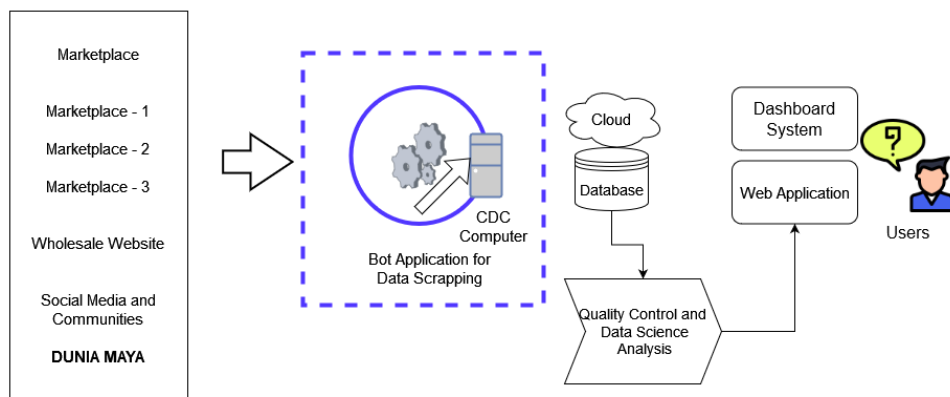 Marketplace
Marketplace - 1
Marketplace - 2
Marketplace - 3
Wholesale Website
Social Media and
Communities
DUNIA MAYA
CDC
Computer
Bot Application for
Data Scrapping
Cloud
Database
Quality Control and
Data Science
Analysis
Dashboard
System
Web Application
?
Users